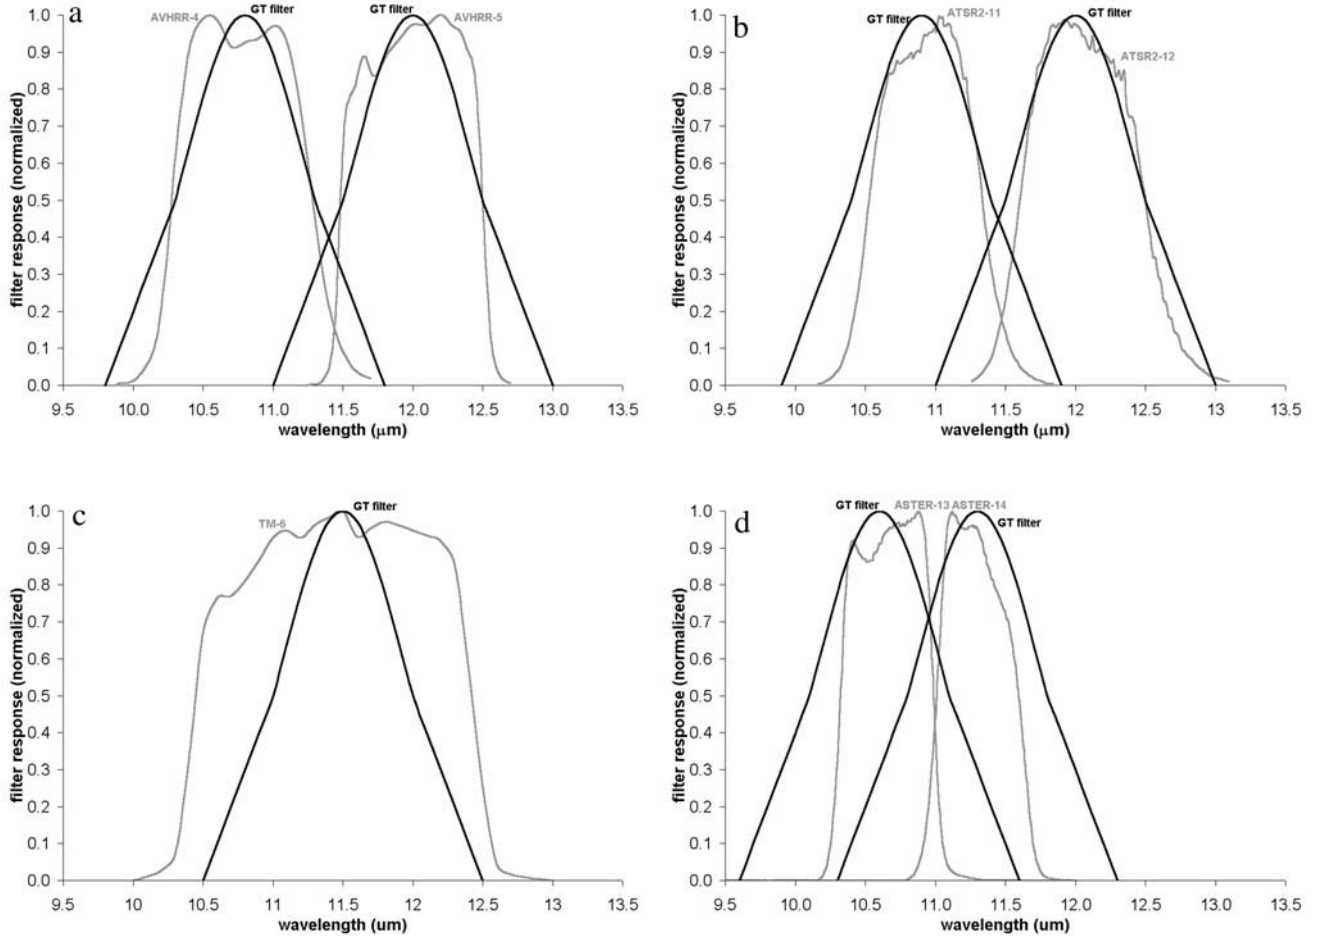 a
AVHRR-4
GT filter
GT filter
AVHRR-5
filter response (normalized)
1.0
0.9
0.8
0.7
0.6
0.5
0.4
0.3
0.2
0.1
0.0
9.5 10.0 10.5 11.0 11.5 12.0 12.5 13.0 13.5
wavelength (μm)
b
GT filter
ATSR2-11
GT filter
ATSR2-12
filter response (normalized)
1.0
0.9
0.8
0.7
0.6
0.5
0.4
0.3
0.2
0.1
0.0
9.5 10 10.5 11 11.5 12 12.5 13 13.5
wavelength (μm)
c
TM-6
GT filter
filter response (normalized)
1.0
0.9
0.8
0.7
0.6
0.5
0.4
0.3
0.2
0.1
0.0
9.5 10.0 10.5 11.0 11.5 12.0 12.5 13.0 13.5
wavelength (um)
d
GT filter
ASTER-13
ASTER-14
GT filter
filter response (normalized)
1.0
0.9
0.8
0.7
0.6
0.5
0.4
0.3
0.2
0.1
0.0
9.5 10.0 10.5 11.0 11.5 12.0 12.5 13.0 13.5
wavelength (um)